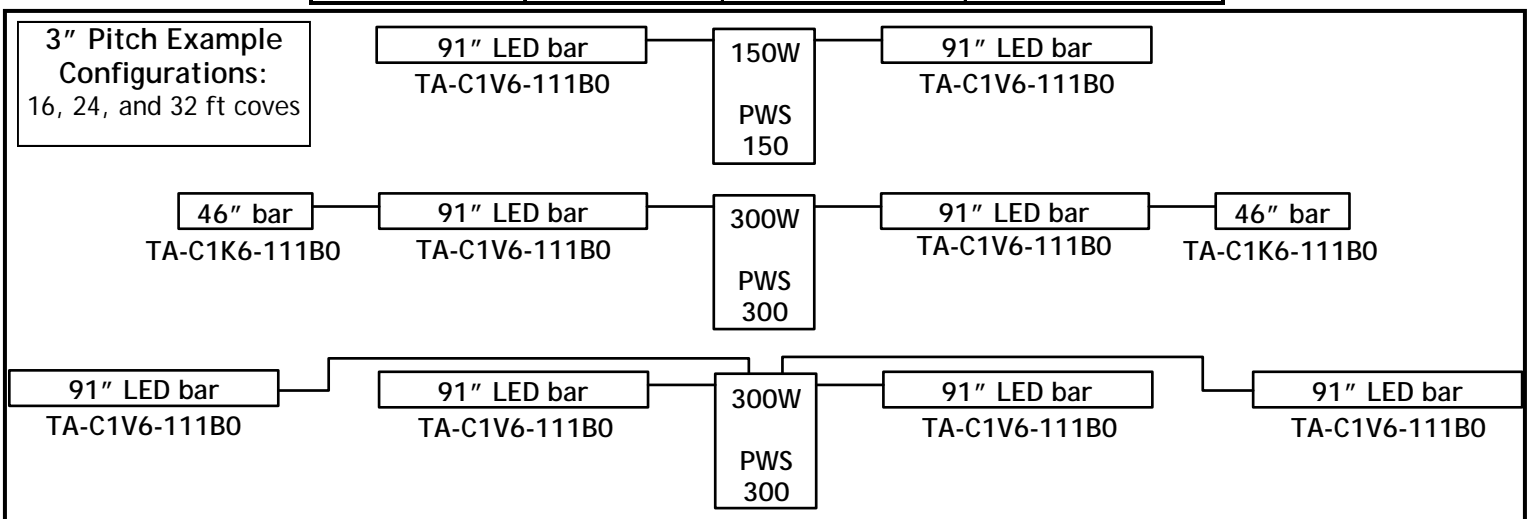 3" Pitch Example
Configurations:
16, 24, and 32 ft coves
91" LED bar
TA-C1V6-111B0
150W
PWS
150
91" LED bar
TA-C1V6-111B0
46" bar
TA-C1K6-111B0
91" LED bar
TA-C1V6-111B0
300W
PWS
300
91" LED bar
TA-C1V6-111B0
46" bar
TA-C1K6-111B0
91" LED bar
TA-C1V6-111B0
91" LED bar
TA-C1V6-111B0
300W
PWS
300
91" LED bar
TA-C1V6-111B0
91" LED bar
TA-C1V6-111B0